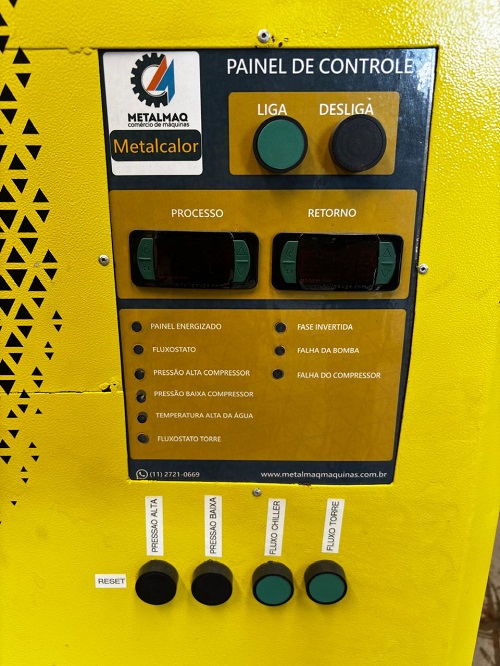 PAINEL DE CONTROLE
METALMAQ
comércio de máquinas
Metalcalor
LIGA
DESLIGA
PROCESSO
RETORNO
PAINEL ENERGIZADO
FLUXOSTATO
PRESSÃO ALTA COMPRESSOR
PRESSÃO BAIXA COMPRESSOR
TEMPERATURA ALTA DA ÁGUA
FLUXOSTATO TORRE
FASE INVERTIDA
FALHA DA BOMBA
FALHA DO COMPRESSOR
(11) 2721-0669
www.metalmaqmaquinas.com.br
PRESSAO ALTA
PRESSAO BAIXA
FLUXO CHILLER
FLUXO TORRE
RESET